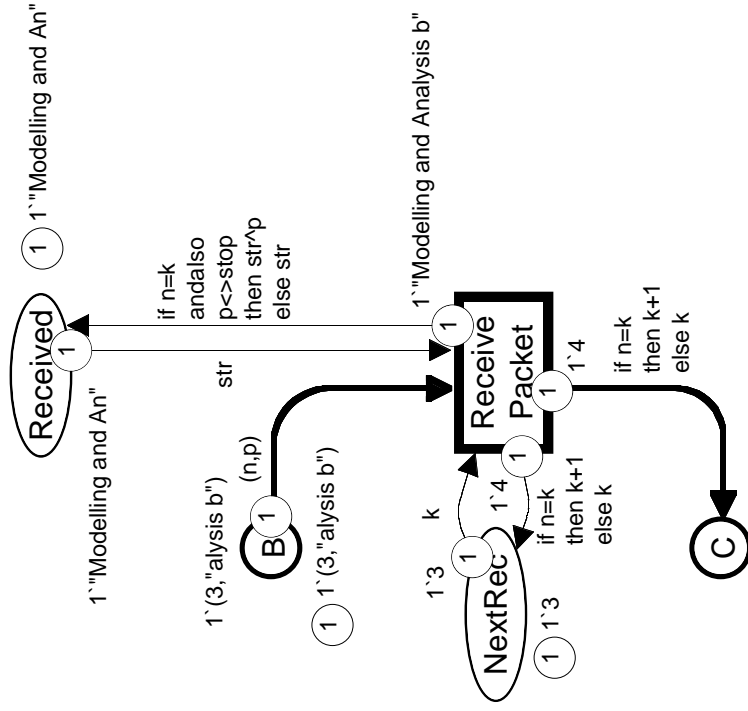 1 1`"Modelling and An"
Received
1
1
1`"Modelling and An"
str
if n=k
andalso
p<>stop
then str^p
else str
1`(3,"alysis b")
(n,p)
B
1
1`(3,"alysis b")
1
1`"Modelling and Analysis b"
1
Receive
Packet
k
1`3
1
NextRec
1 1`3
1
1`4
if n=k
then k+1
else k
1
1`4
if n=k
then k+1
else k
C